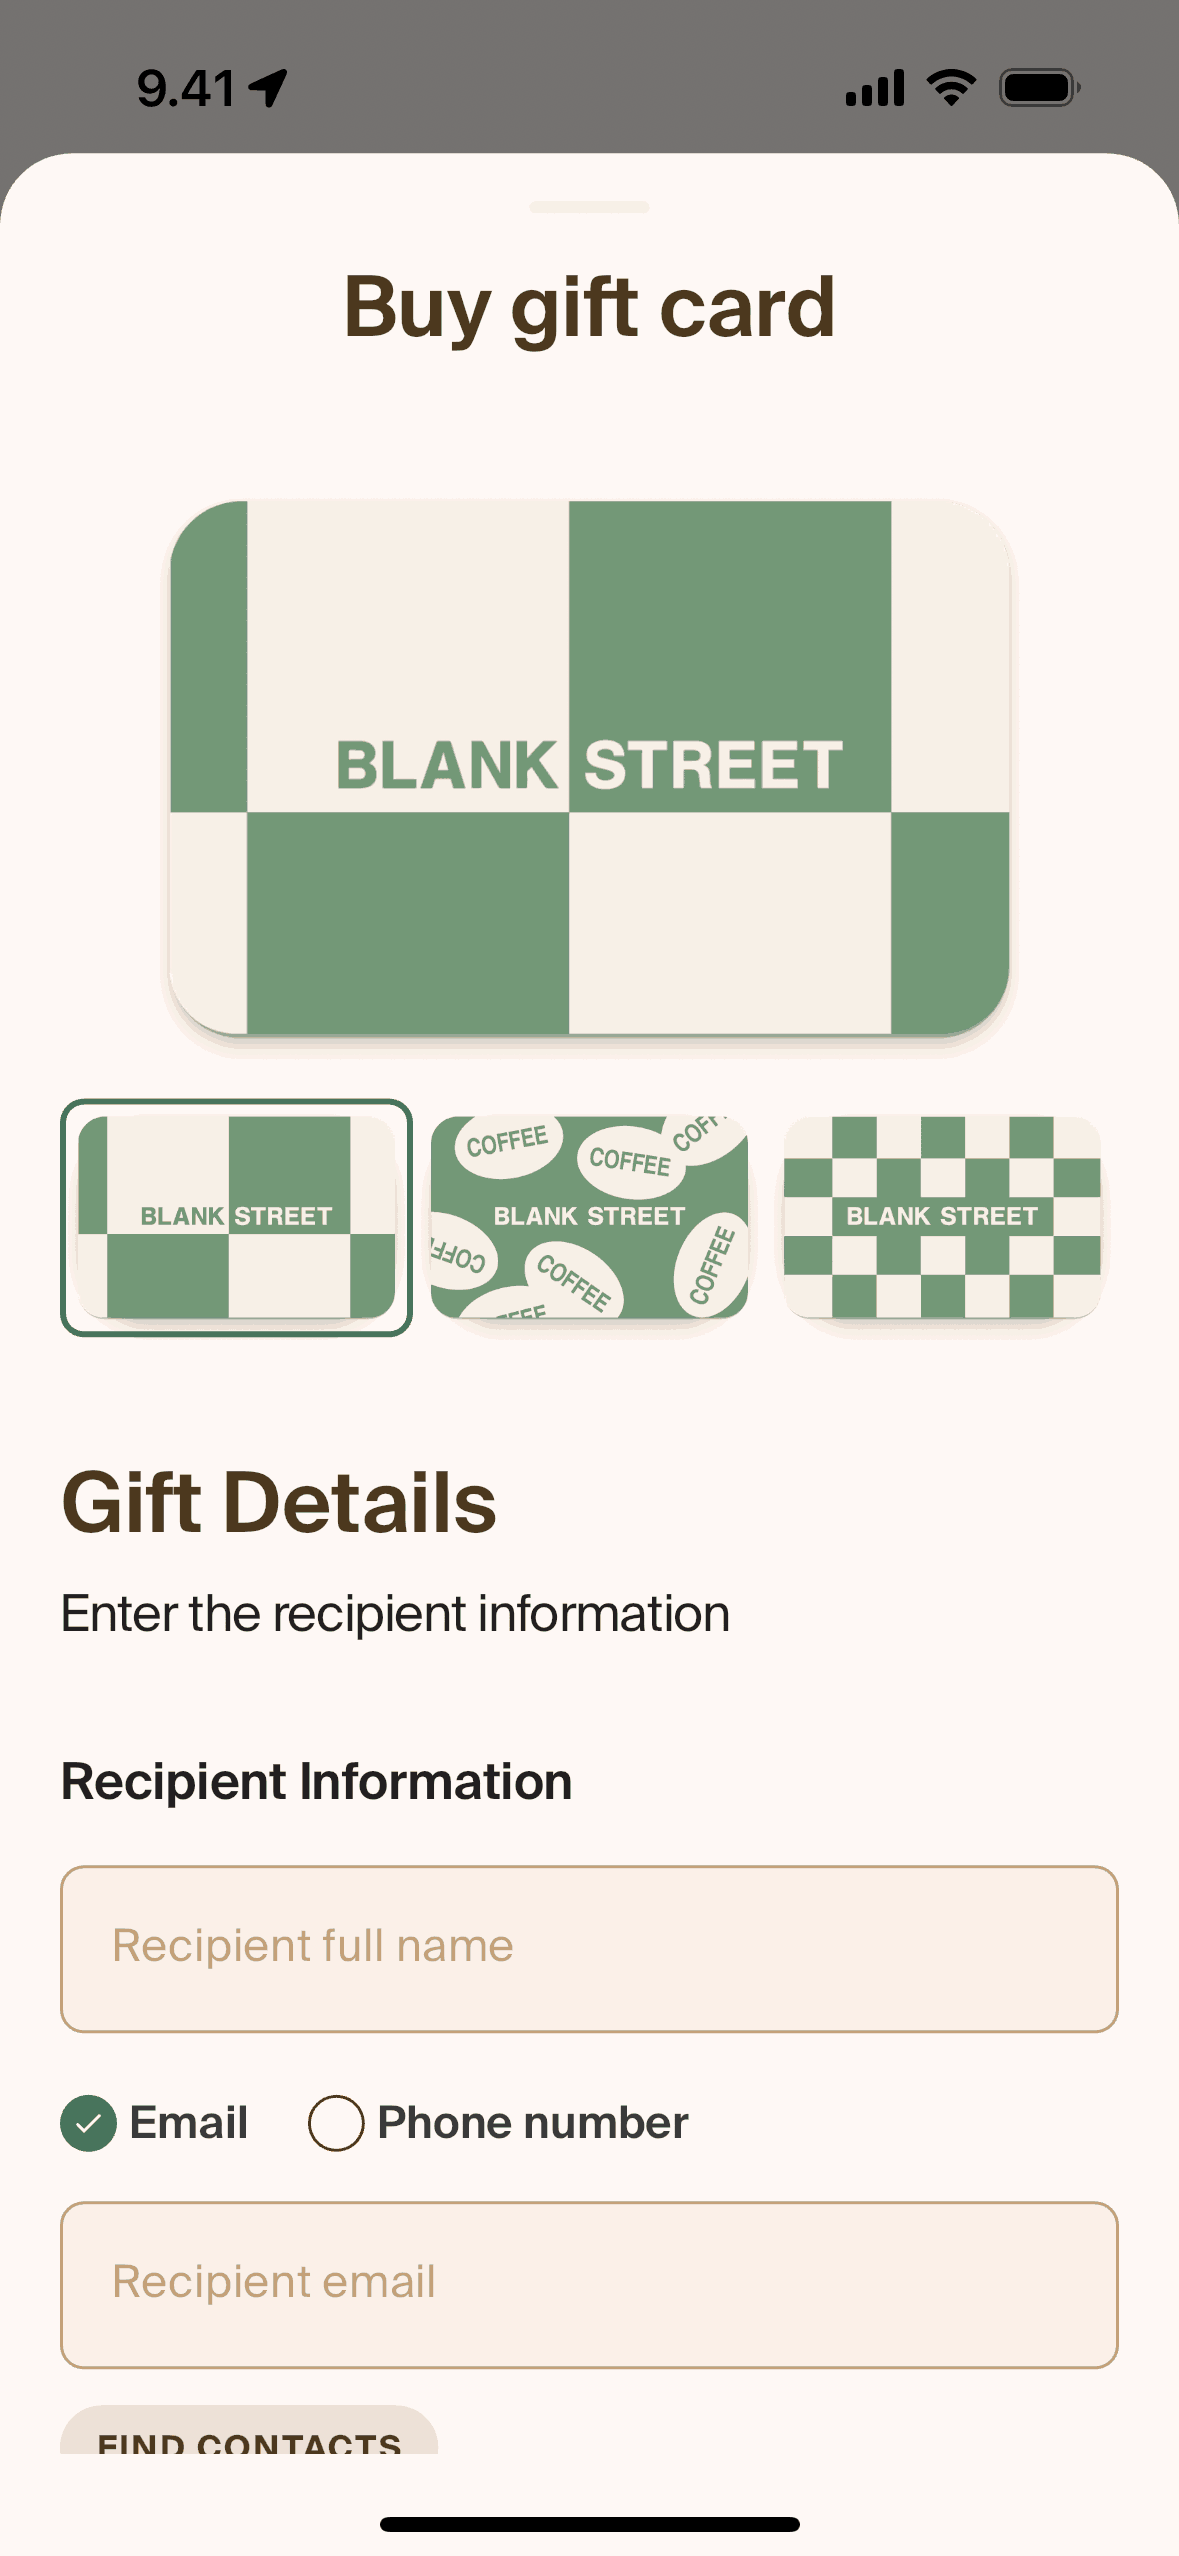 9.41
Buy gift card
BLANK STREET
BLANK STREET
COFFEE
COFFEE
BLANK STREET
COFFEE
COFFEE
BLANK STREET
Gift Details
Enter the recipient information
Recipient Information
Recipient full name
Email Phone number
Recipient email
FIND CONTACTS